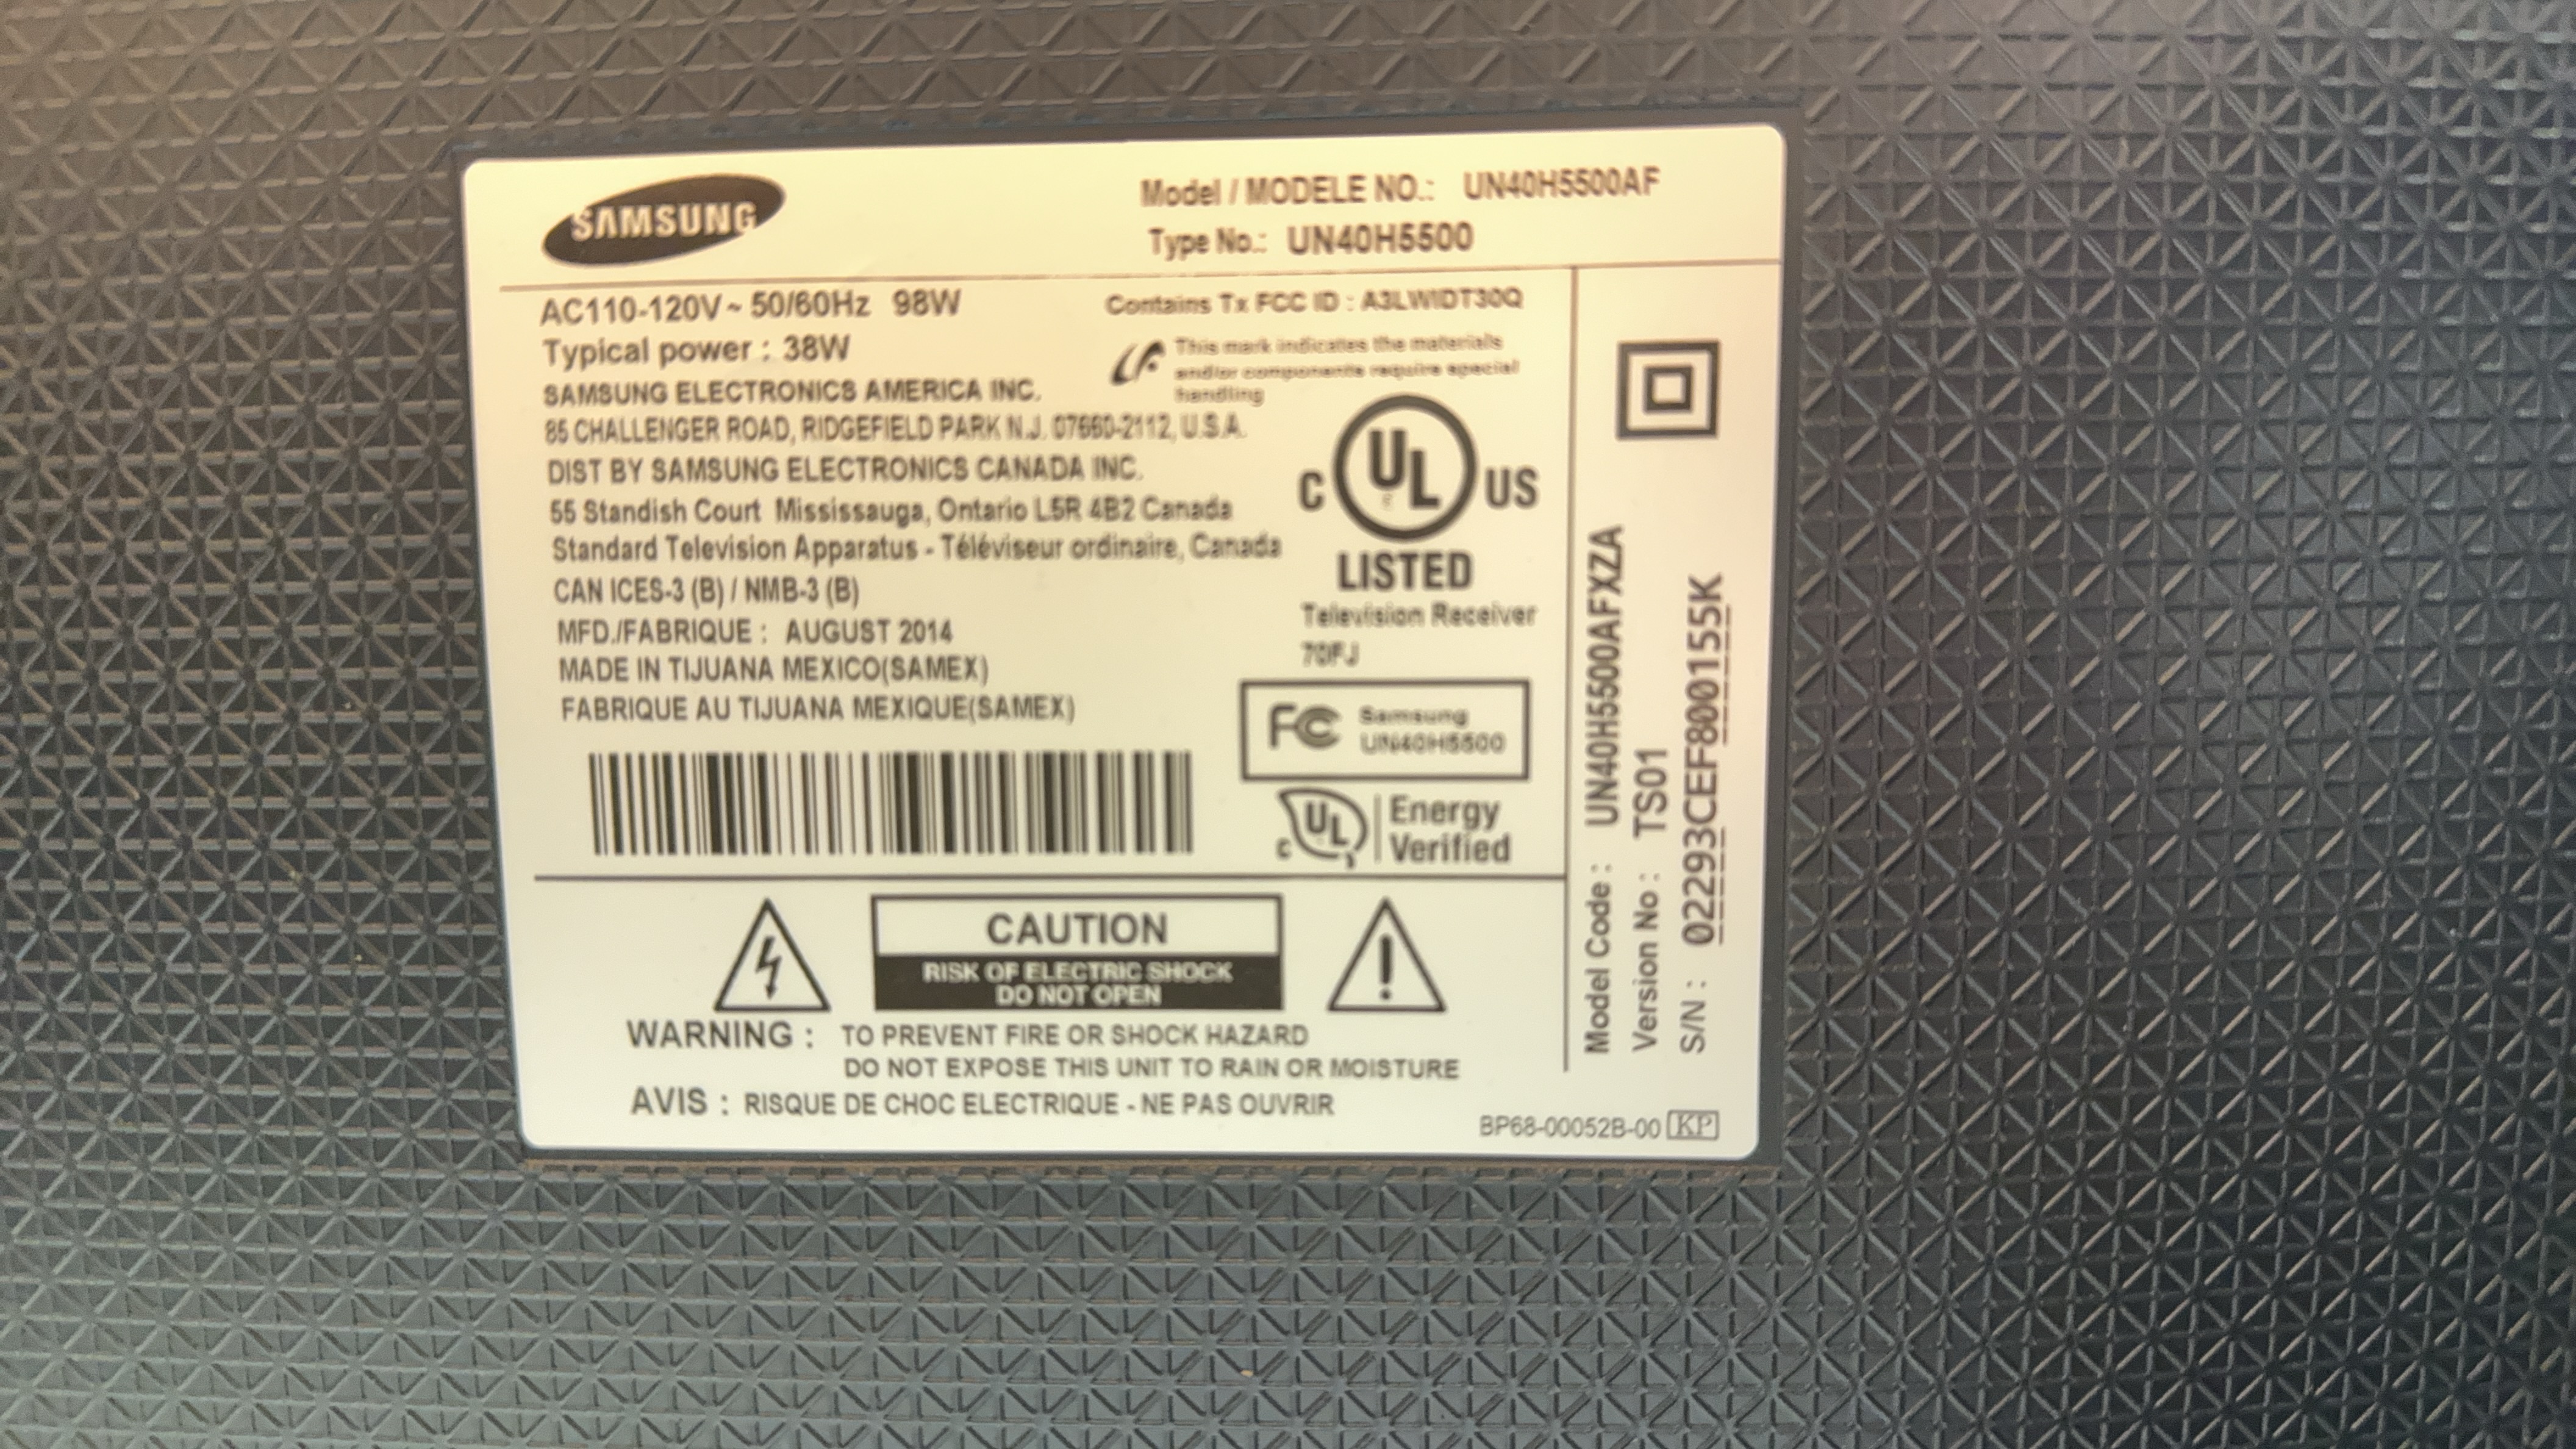 SAMSUNG
Model / MODELE NO.: UN40H5500AF
Type No.: UN40H5500
AC110-120V~ 50/60Hz 98W
Typical power : 38W
SAMSUNG ELECTRONICS AMERICA INC.
85 CHALLENGER ROAD, RIDGEFIELD PARK N.J. 07660-2112, U.S.A.
DIST BY SAMSUNG ELECTRONICS CANADA INC.
55 Standish Court Mississauga, Ontario L5R 4B2 Canada
Standard Television Apparatus - Téléviseur ordinaire, Canada
CAN ICES-3 (B) / NMB-3 (B)
MFD./FABRIQUE : AUGUST 2014
MADE IN TIJUANA MEXICO(SAMEX)
FABRIQUE AU TIJUANA MEXIQUE(SAMEX)
Contains Tx FCC ID : A3LWIDT30Q
This mark indicates the materials
and/or components require special
handling
C UL US
LISTED
Television Receiver
70FJ
FC Samsung
UN40H5500
c UL Energy
Verified
CAUTION
RISK OF ELECTRIC SHOCK
DO NOT OPEN
WARNING : TO PREVENT FIRE OR SHOCK HAZARD
DO NOT EXPOSE THIS UNIT TO RAIN OR MOISTURE
AVIS : RISQUE DE CHOC ELECTRIQUE - NE PAS OUVRIR
Model Code : UN40H5500AFXZA
Version No : TS01
S/N : 02293CEF800155K
BP68-00052B-00 KP